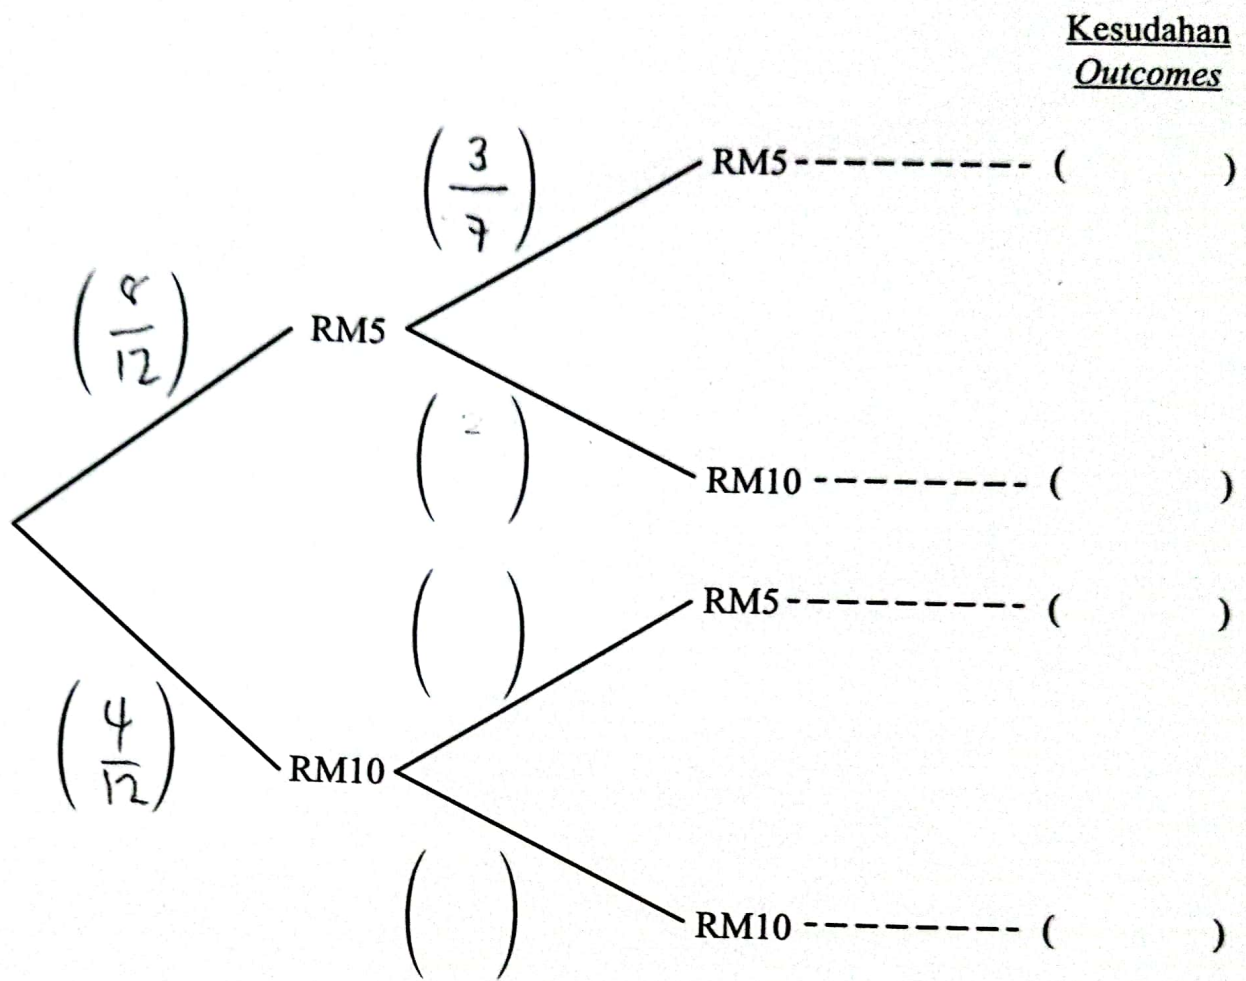 Kesudahan
Outcomes
3
7
RM5 --------- ( )
8
12
RM5
RM10 --------- ( )
RM5 --------- ( )
4
12
RM10
RM10 --------- ( )